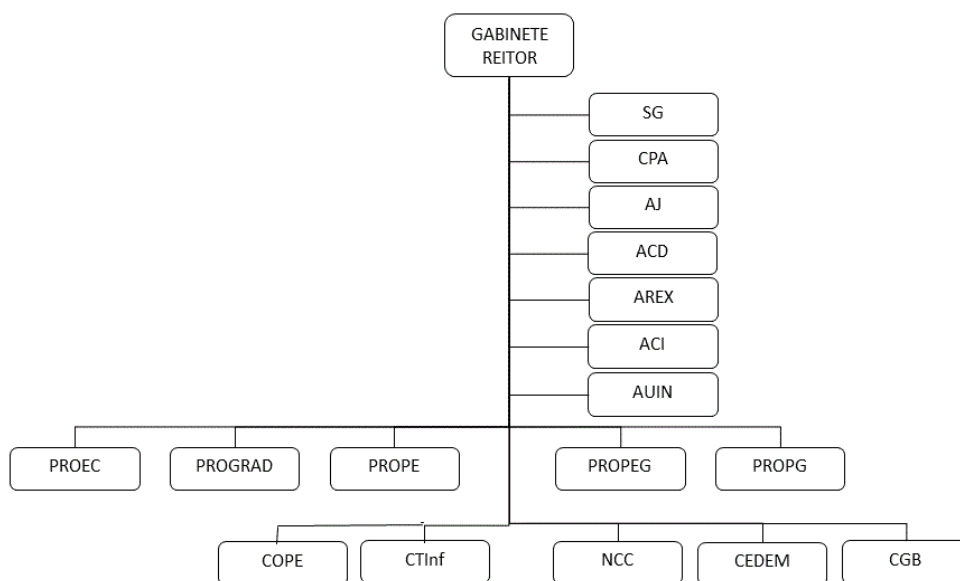 GABINETE
REITOR
SG
CPA
AJ
ACD
AREX
ACI
AUIN
PROEC
PROGRAD
PROPE
PROPEG
PROPG
COPE
CTInf
NCC
CEDEM
CGB